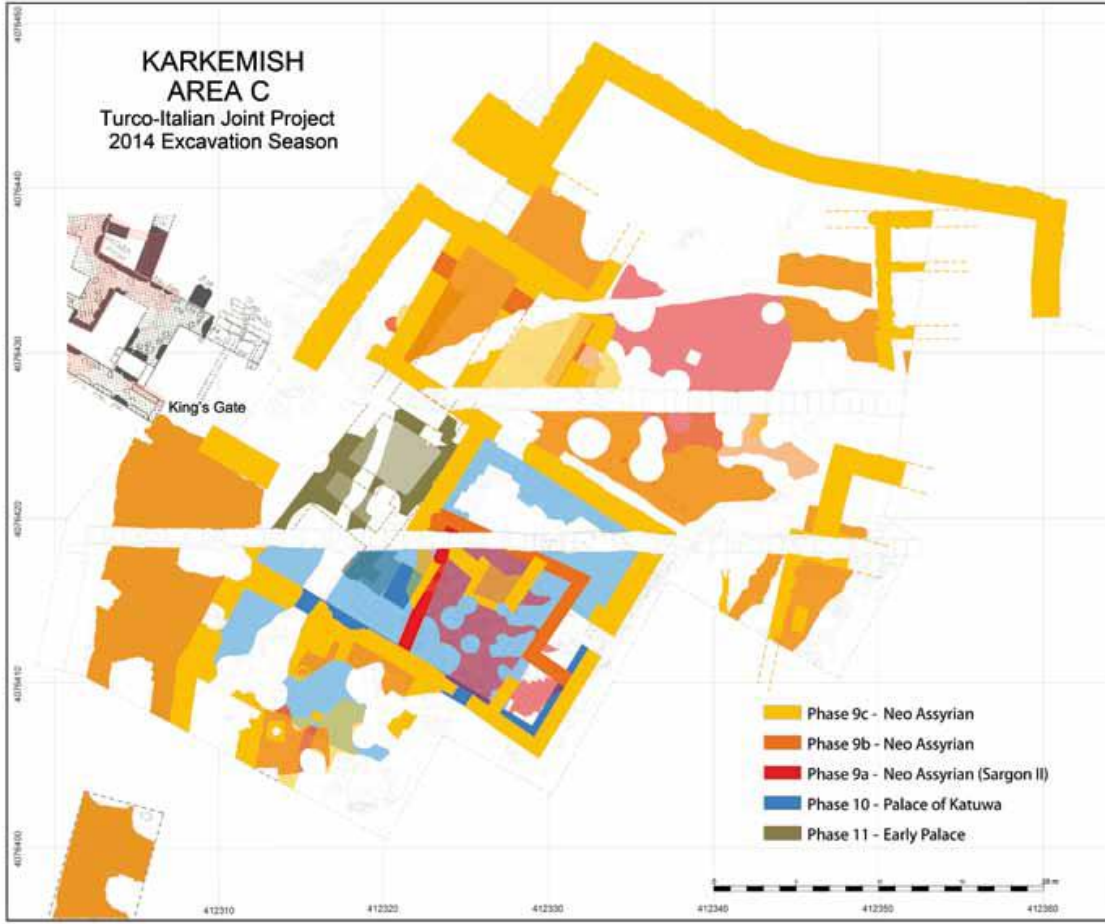 KARKEMISH
AREA C
Turco-Italian Joint Project
2014 Excavation Season
King's Gate
Phase 9c - Neo Assyrian
Phase 9b - Neo Assyrian
Phase 9a - Neo Assyrian (Sargon II)
Phase 10 - Palace of Katuwa
Phase 11 - Early Palace
4076450
4076440
4076430
4076420
4076410
4076400
412310
412320
412330
412340
412350
412360